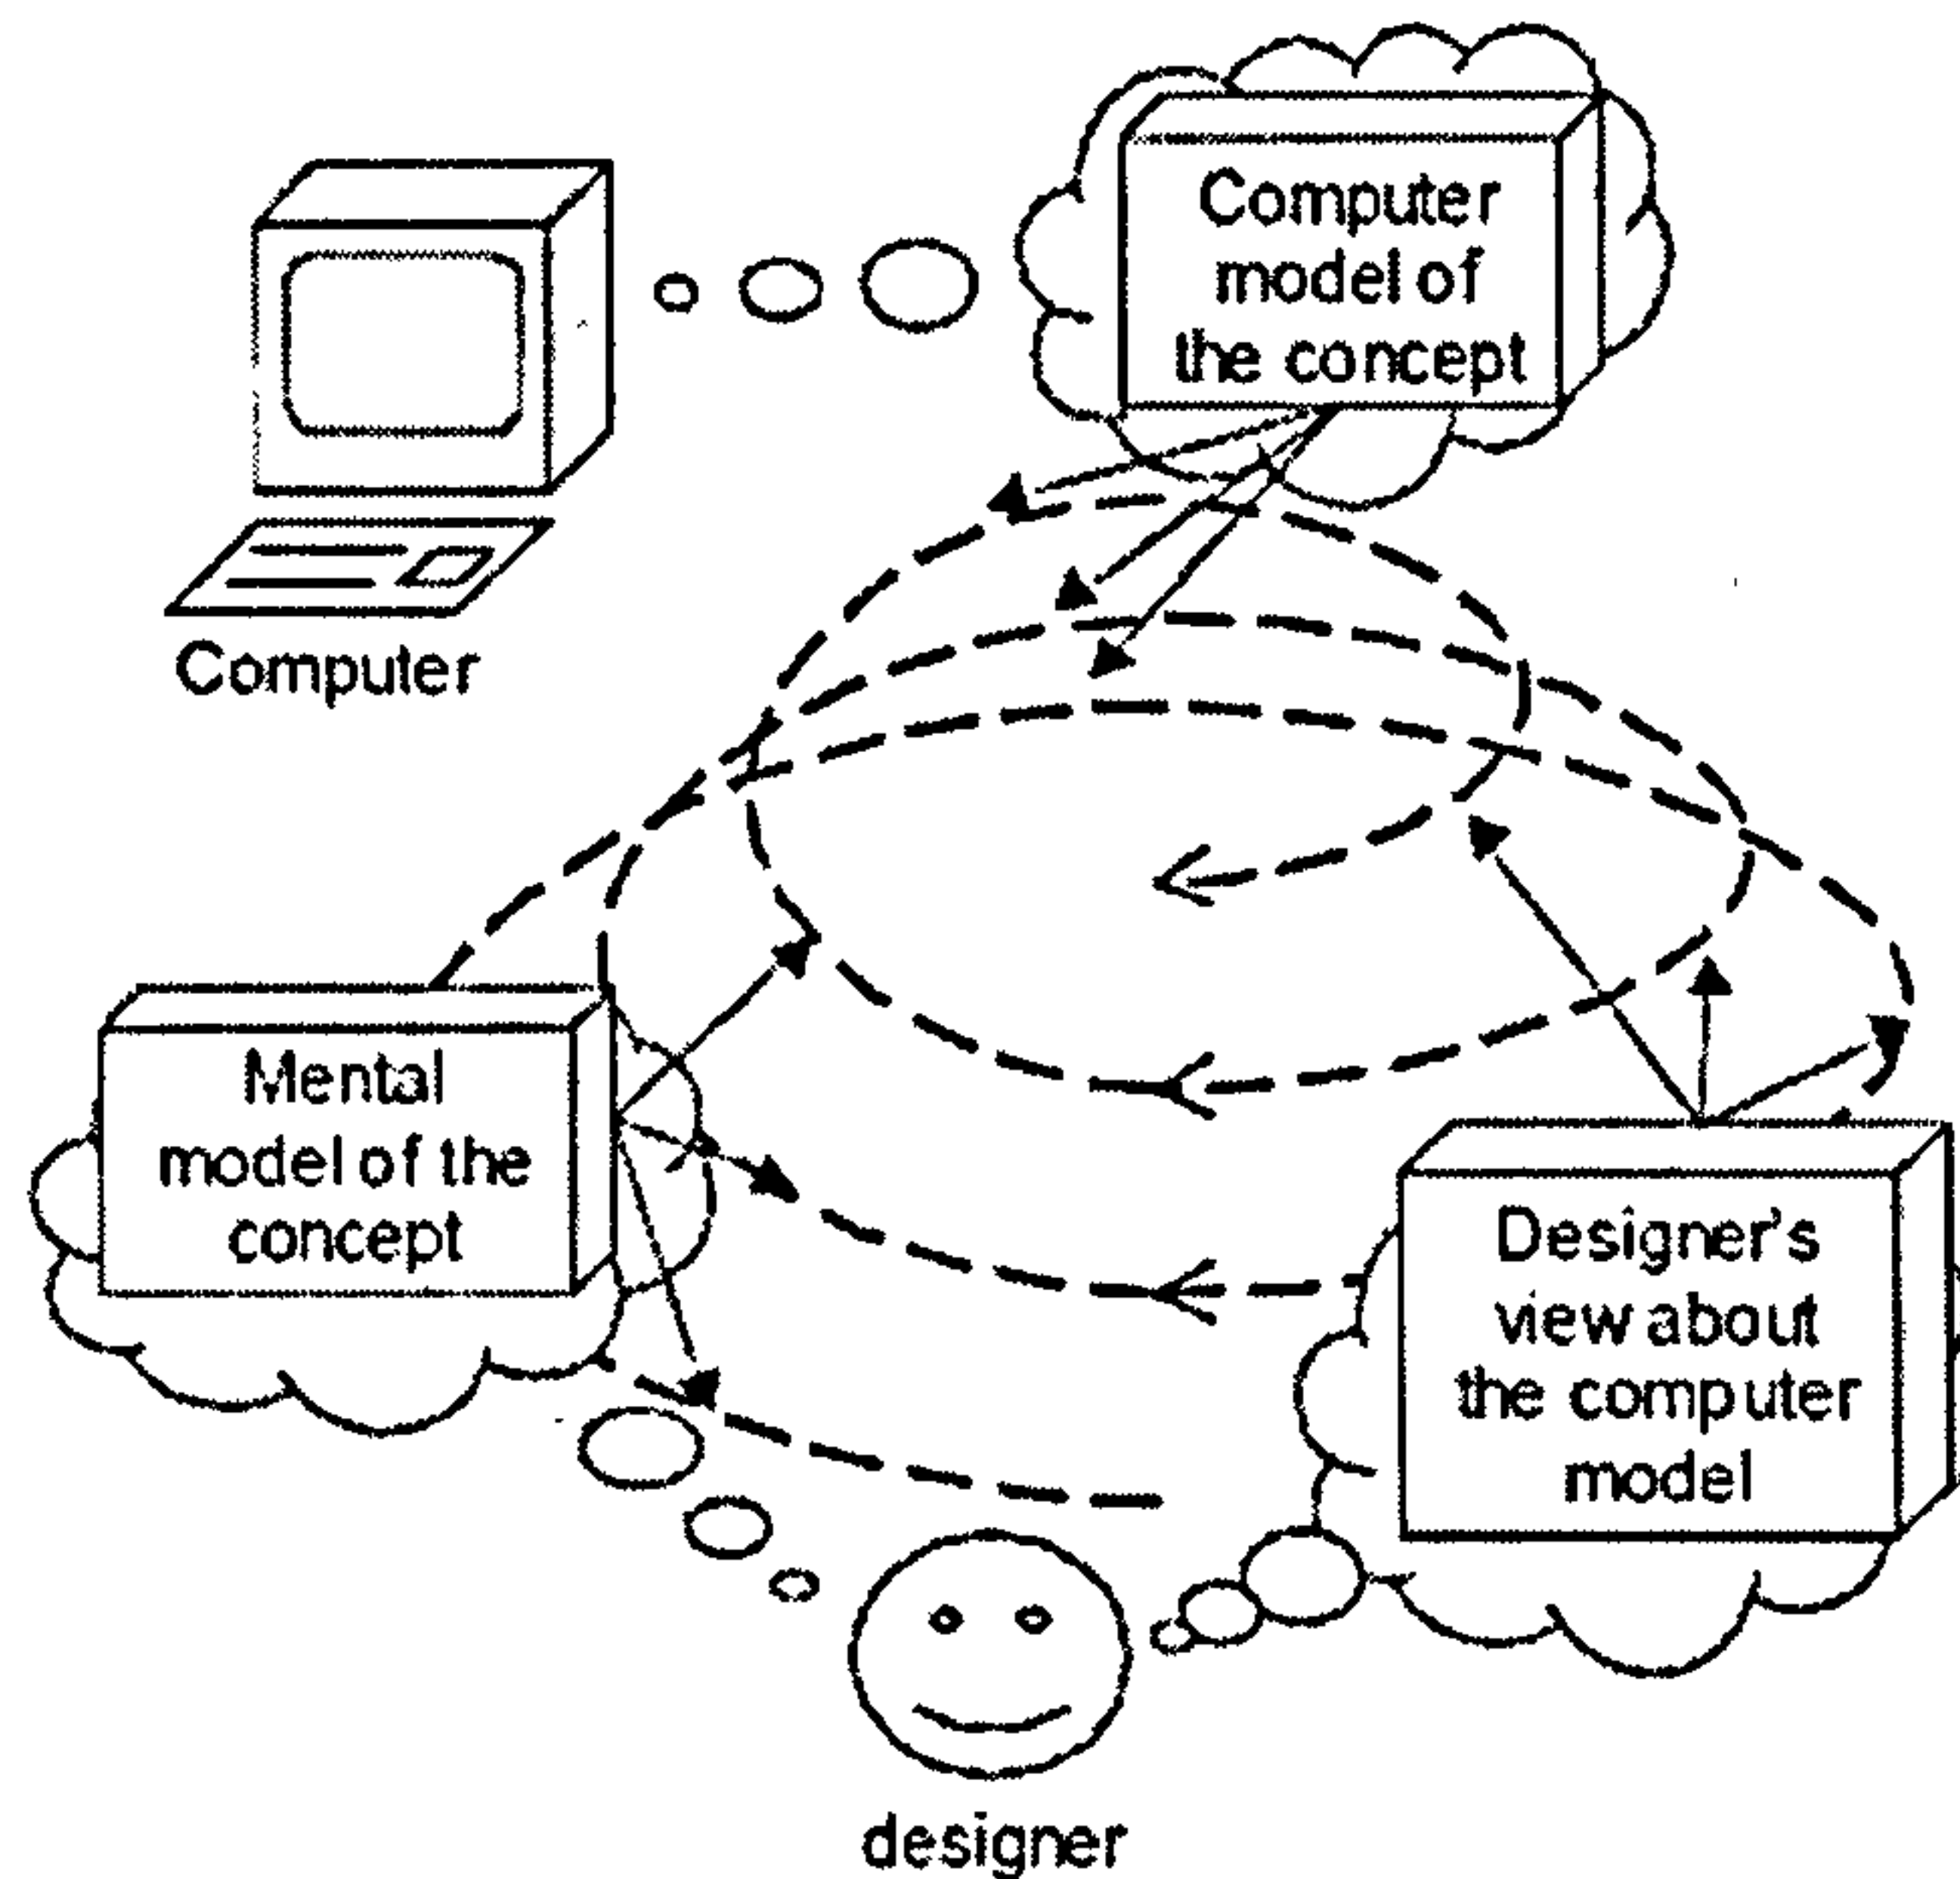 Computer
model of
the concept
Computer
Mental
model of the
concept
Designer's
view about
the computer
model
designer